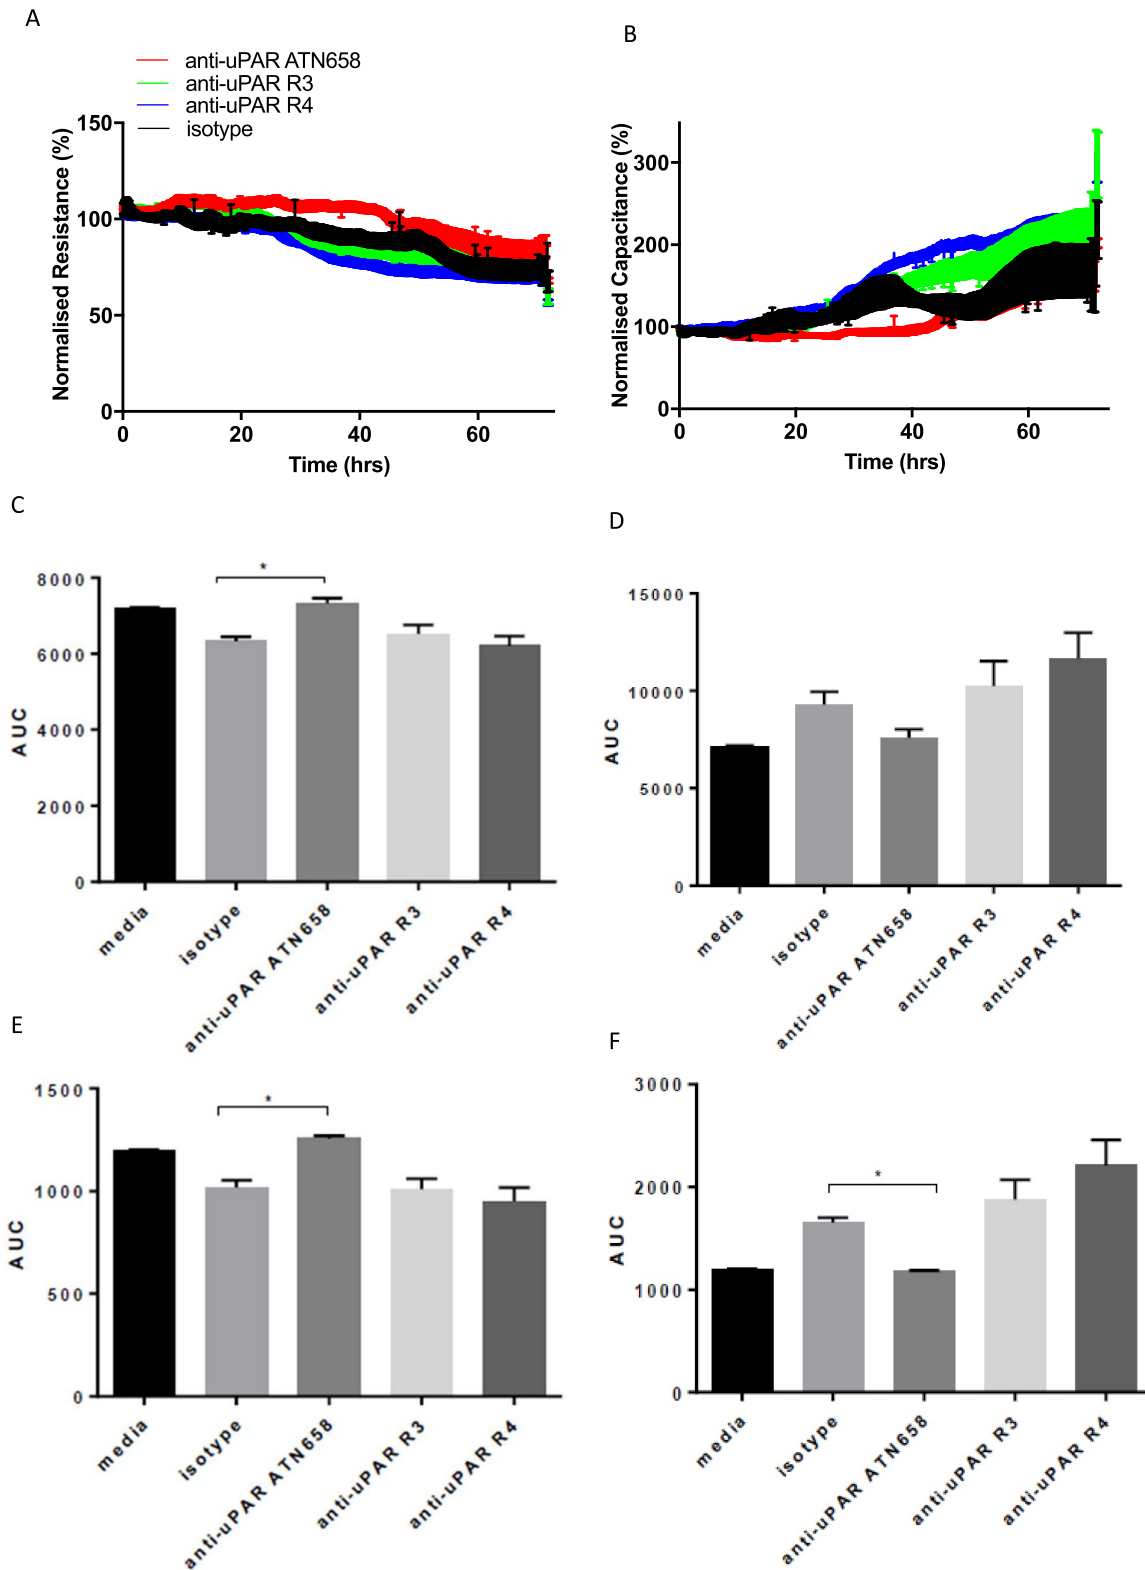 A
anti-uPAR ATN658
anti-uPAR R3
anti-uPAR R4
isotype
Normalised Resistance (%)
150
100
50
0
0 20 40 60
Time (hrs)
B
Normalised Capacitance (%)
300
200
100
0
0 20 40 60
Time (hrs)
C
AUC
8000
6000
4000
2000
0
*
media
isotype
anti-uPAR ATN658
anti-uPAR R3
anti-uPAR R4
D
AUC
15000
10000
5000
0
media
isotype
anti-uPAR ATN658
anti-uPAR R3
anti-uPAR R4
E
AUC
1500
1000
500
0
*
media
isotype
anti-uPAR ATN658
anti-uPAR R3
anti-uPAR R4
F
AUC
3000
2000
1000
0
*
media
isotype
anti-uPAR ATN658
anti-uPAR R3
anti-uPAR R4